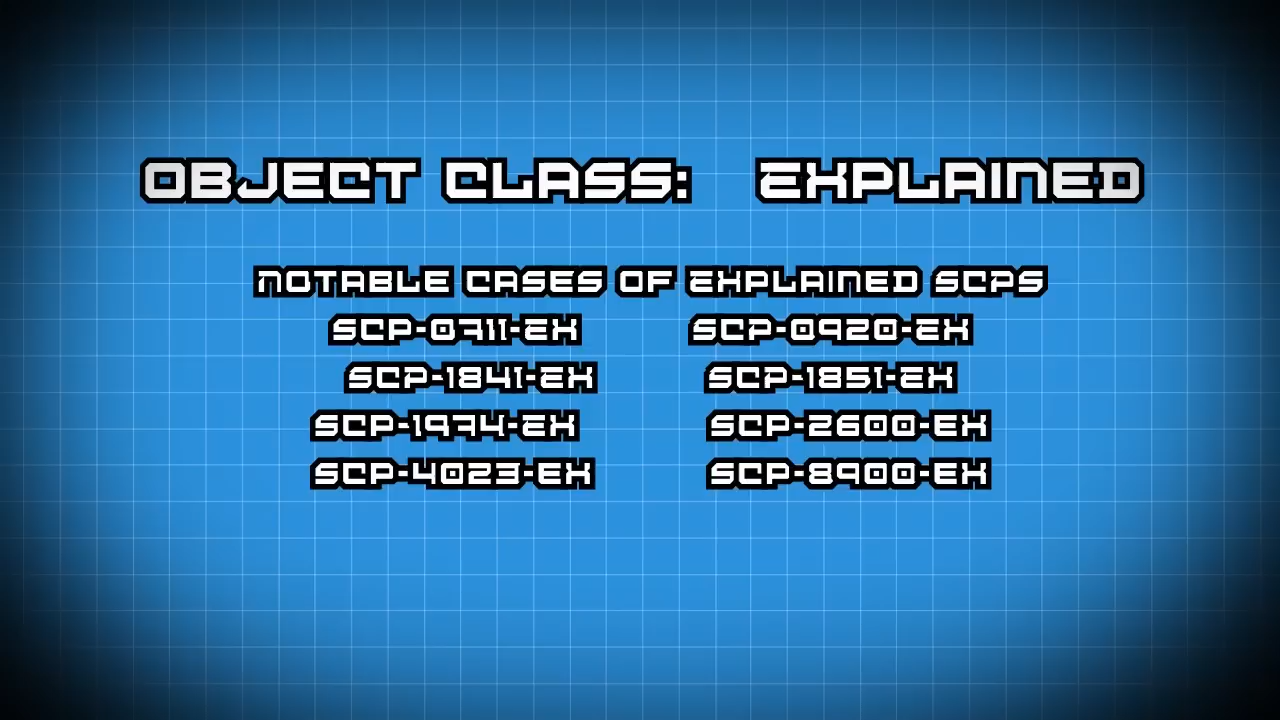 OBJECT CLASS: EXPLAINED
NOTABLE CASES OF EXPLAINED SCPS
SCP-0711-EX SCP-0920-EX
SCP-1841-EX SCP-1851-EX
SCP-1974-EX SCP-2600-EX
SCP-4023-EX SCP-8900-EX